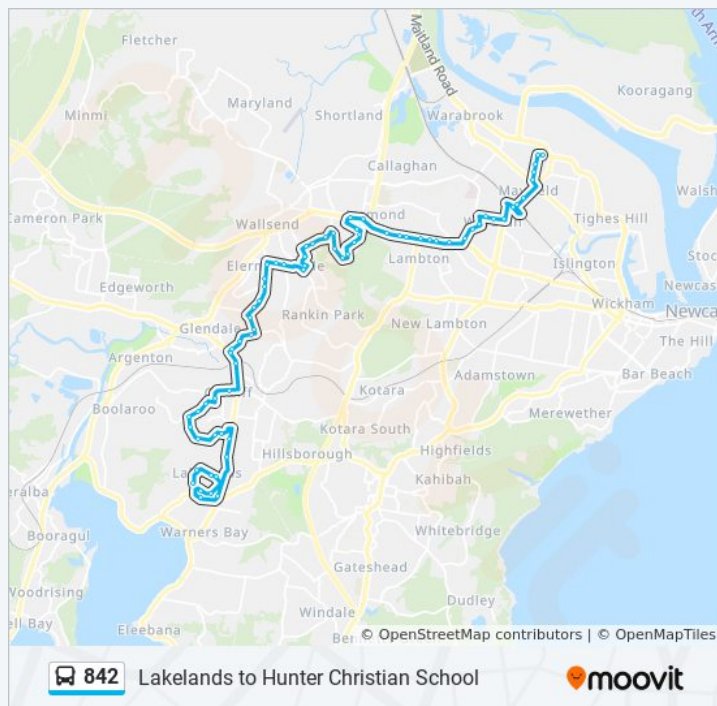 Fletcher
Maitland Road
Kooragang
Maryland
Minmi
Shortland
Warabrook
Callaghan
Cameron Park
Wallsend
Tighes Hill
Lambton
Islington
Edgeworth
Wickham
Rankin Park
New Lambton
The Hill
Glendale
Argenton
Adamstown
Bar Beach
Boolaroo
Kotara
Merewether
Kotara South
Hillsborough
Highfields
Kahibah
Warners Bay
Whitebridge
Booragul
Gateshead
Woodrising
Dudley
Windale
Eleebana
© OpenStreetMap contributors | © OpenMapTiles
842 Lakelands to Hunter Christian School
moovit